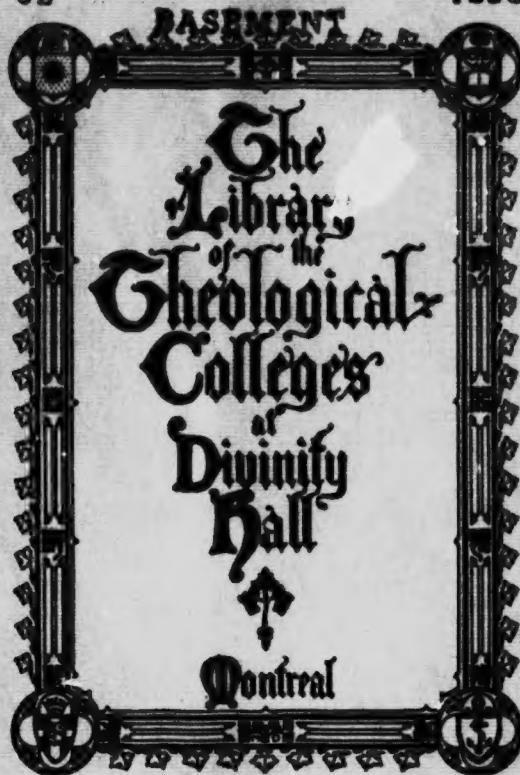 BASEMENT
The
Library
of the
Theological
Colleges
at
Divinity
Hall
Montreal